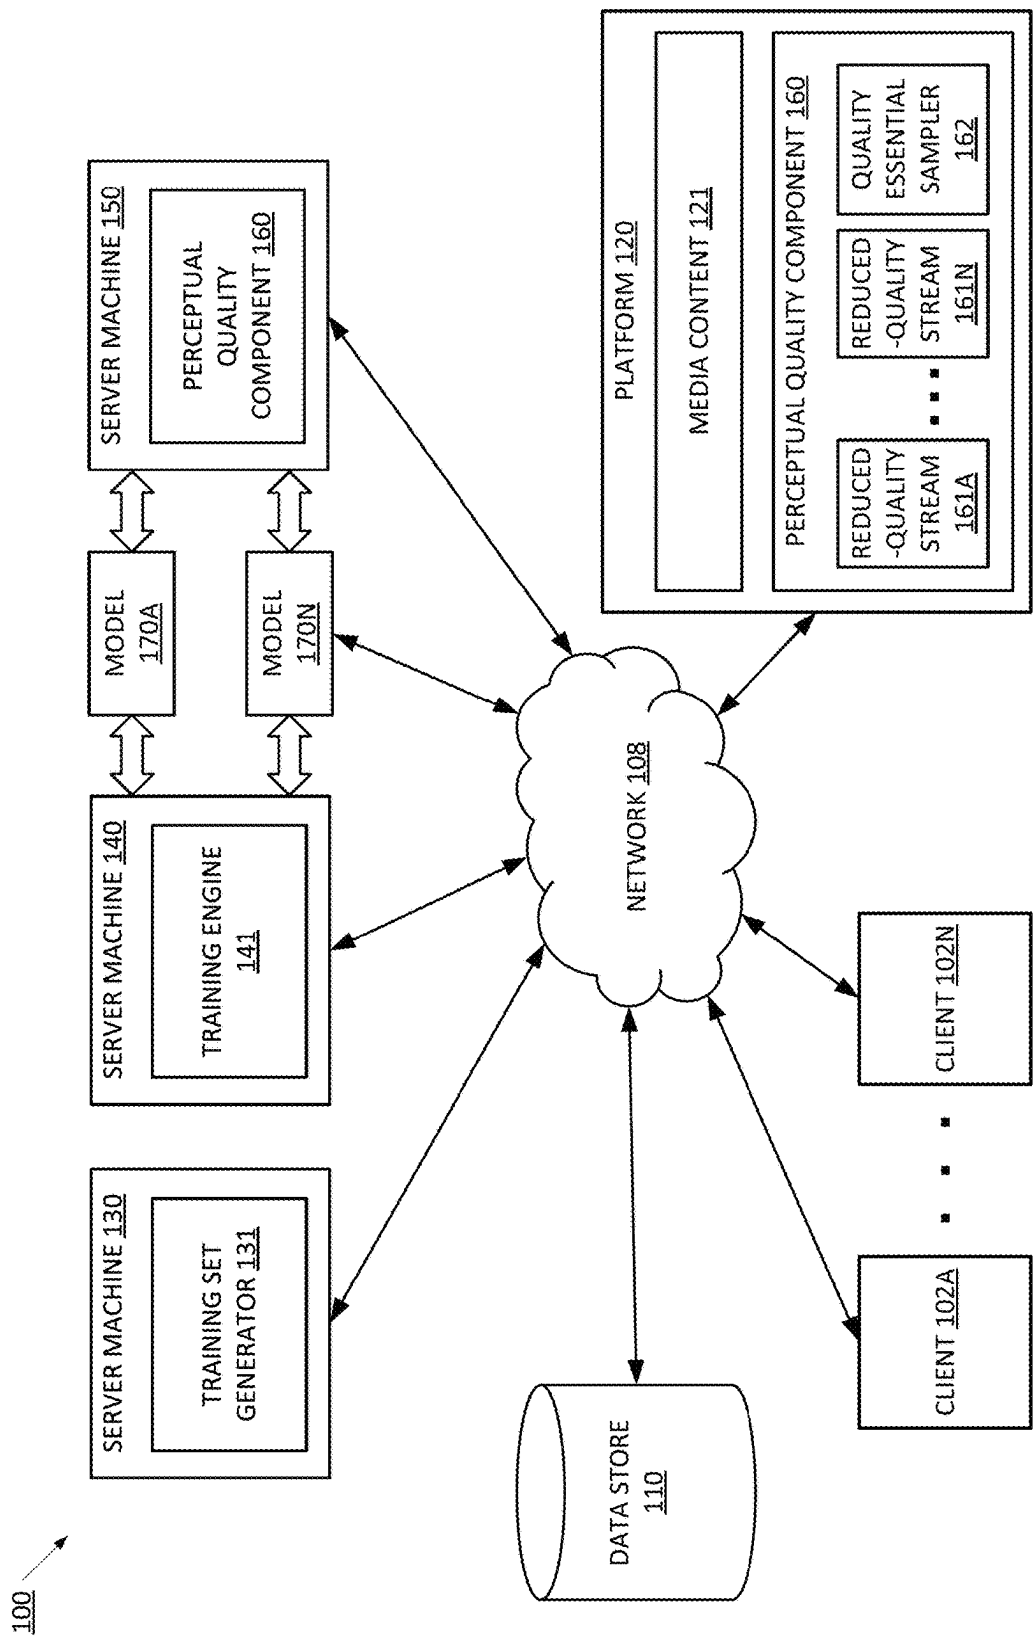 100
SERVER MACHINE 130
TRAINING SET
GENERATOR 131
SERVER MACHINE 140
TRAINING ENGINE
141
MODEL
170A
MODEL
170N
SERVER MACHINE 150
PERCEPTUAL
QUALITY
COMPONENT 160
DATA STORE
110
NETWORK 108
CLIENT 102A
CLIENT 102N
PLATFORM 120
MEDIA CONTENT 121
PERCEPTUAL QUALITY COMPONENT 160
REDUCED
-QUALITY
STREAM
161A
REDUCED
-QUALITY
STREAM
161N
QUALITY
ESSENTIAL
SAMPLER
162